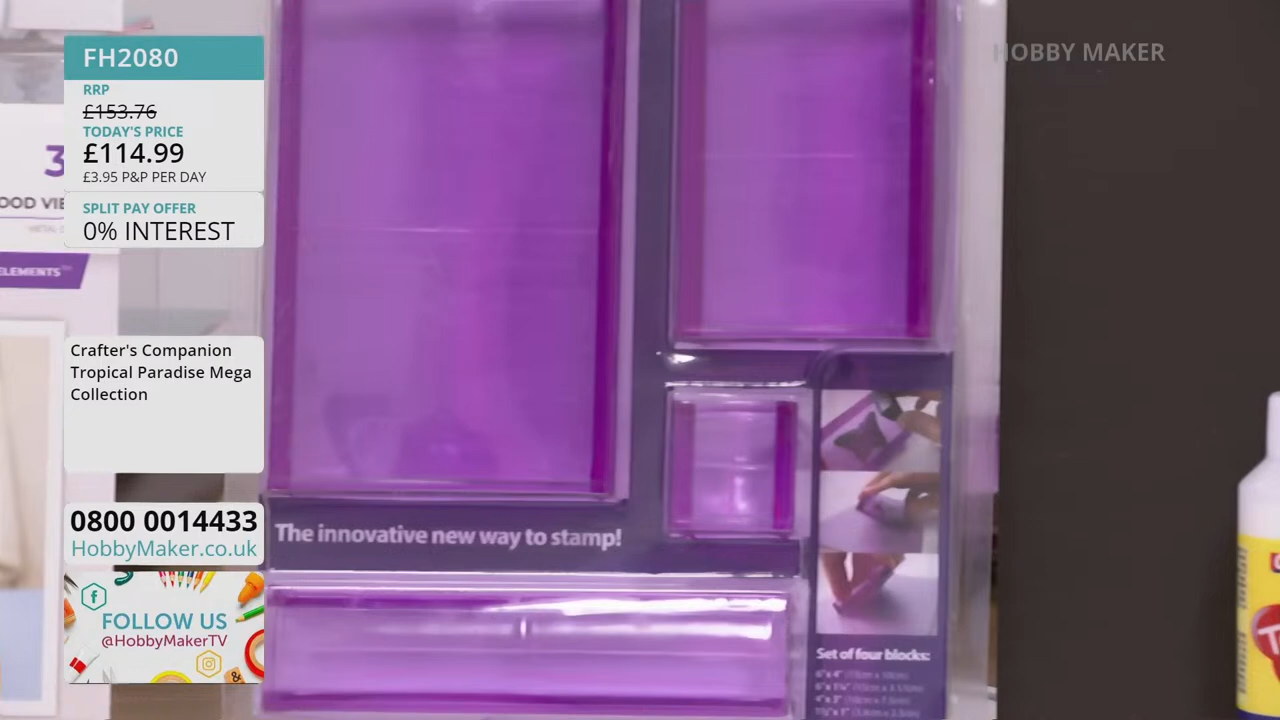 FH2080
RRP
£153.76
TODAY'S PRICE
£114.99
£3.95 P&P PER DAY
SPLIT PAY OFFER
0% INTEREST
Crafter's Companion
Tropical Paradise Mega
Collection
0800 0014433
HobbyMaker.co.uk
FOLLOW US
@HobbyMakerTV
HOBBY MAKER
3
ELEMENTS
The innovative new way to stamp!
Set of four blocks: